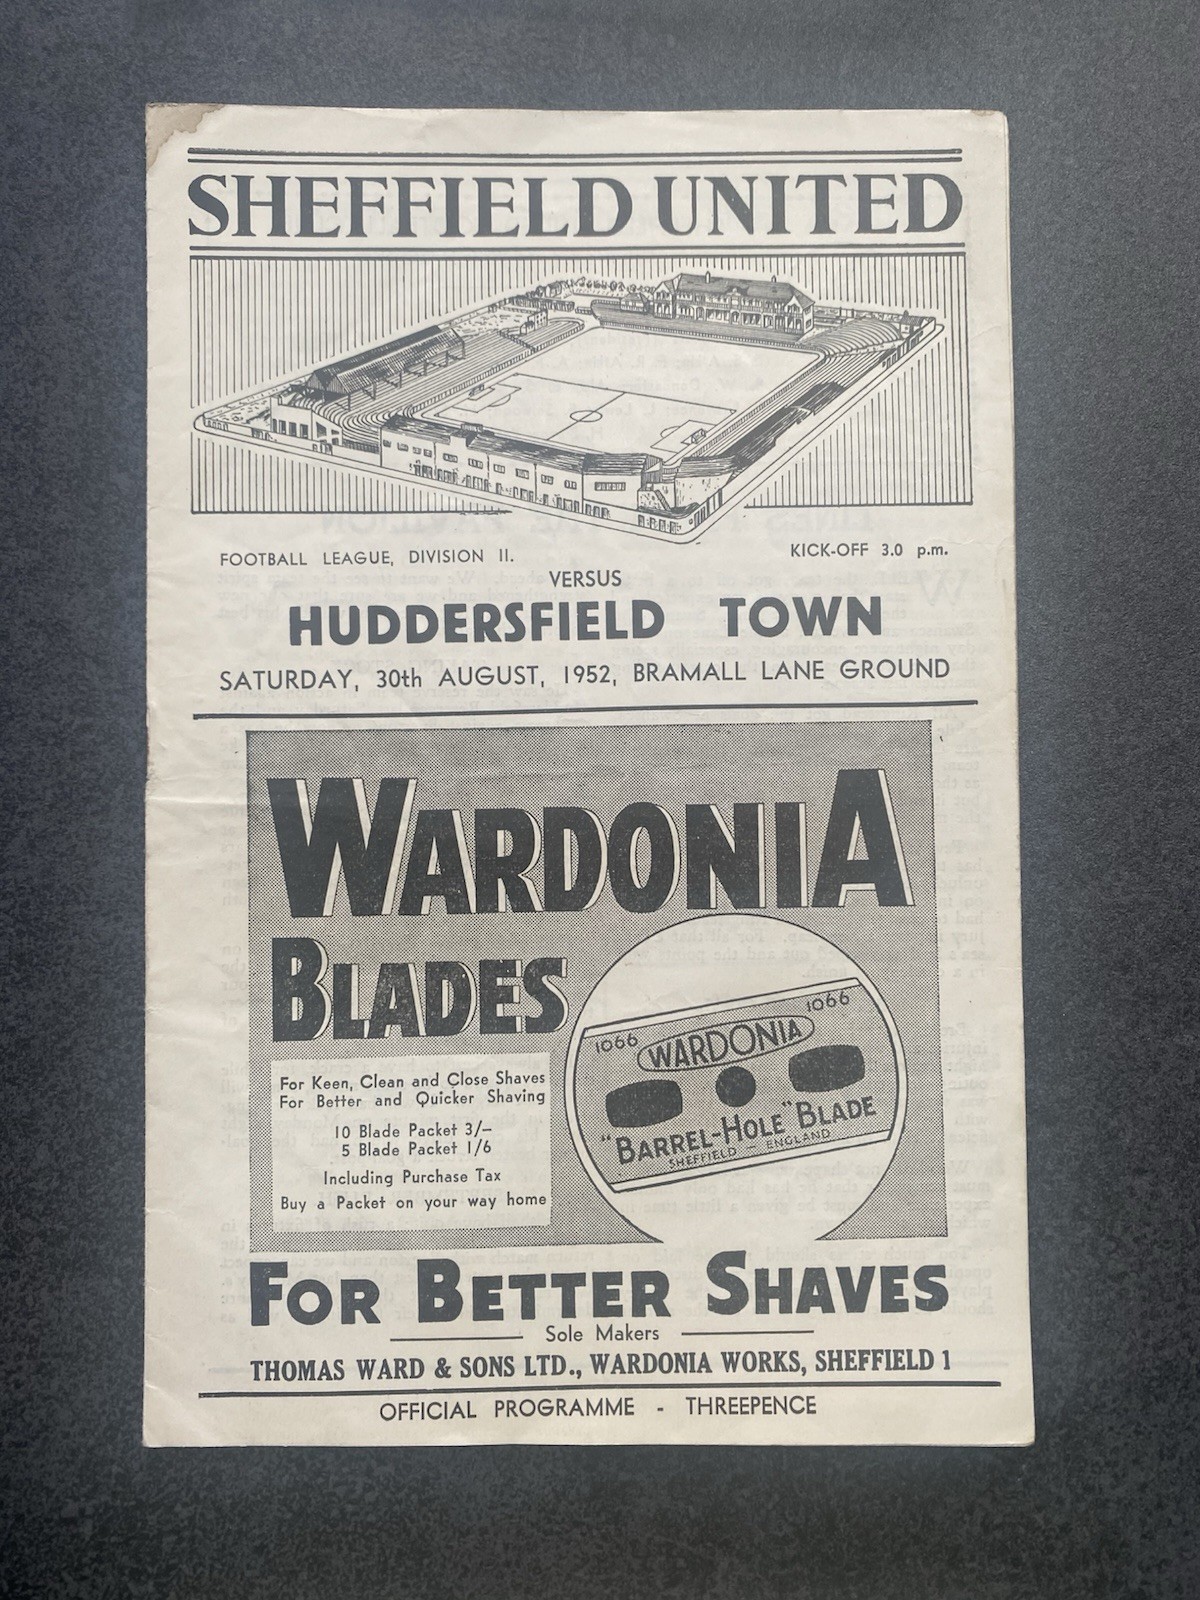 SHEFFIELD UNITED
FOOTBALL LEAGUE, DIVISION II.
KICK-OFF 3.0 p.m.
VERSUS
HUDDERSFIELD TOWN
SATURDAY, 30th AUGUST, 1952, BRAMALL LANE GROUND
WARDONIA
BLADES
For Keen, Clean and Close Shaves
For Better and Quicker Shaving
10 Blade Packet 3/-
5 Blade Packet 1/6
Including Purchase Tax
Buy a Packet on your way home
1066 WARDONIA 1066
"BARREL-HOLE" BLADE
SHEFFIELD - ENGLAND
FOR BETTER SHAVES
Sole Makers
THOMAS WARD & SONS LTD., WARDONIA WORKS, SHEFFIELD 1
OFFICIAL PROGRAMME - THREEPENCE